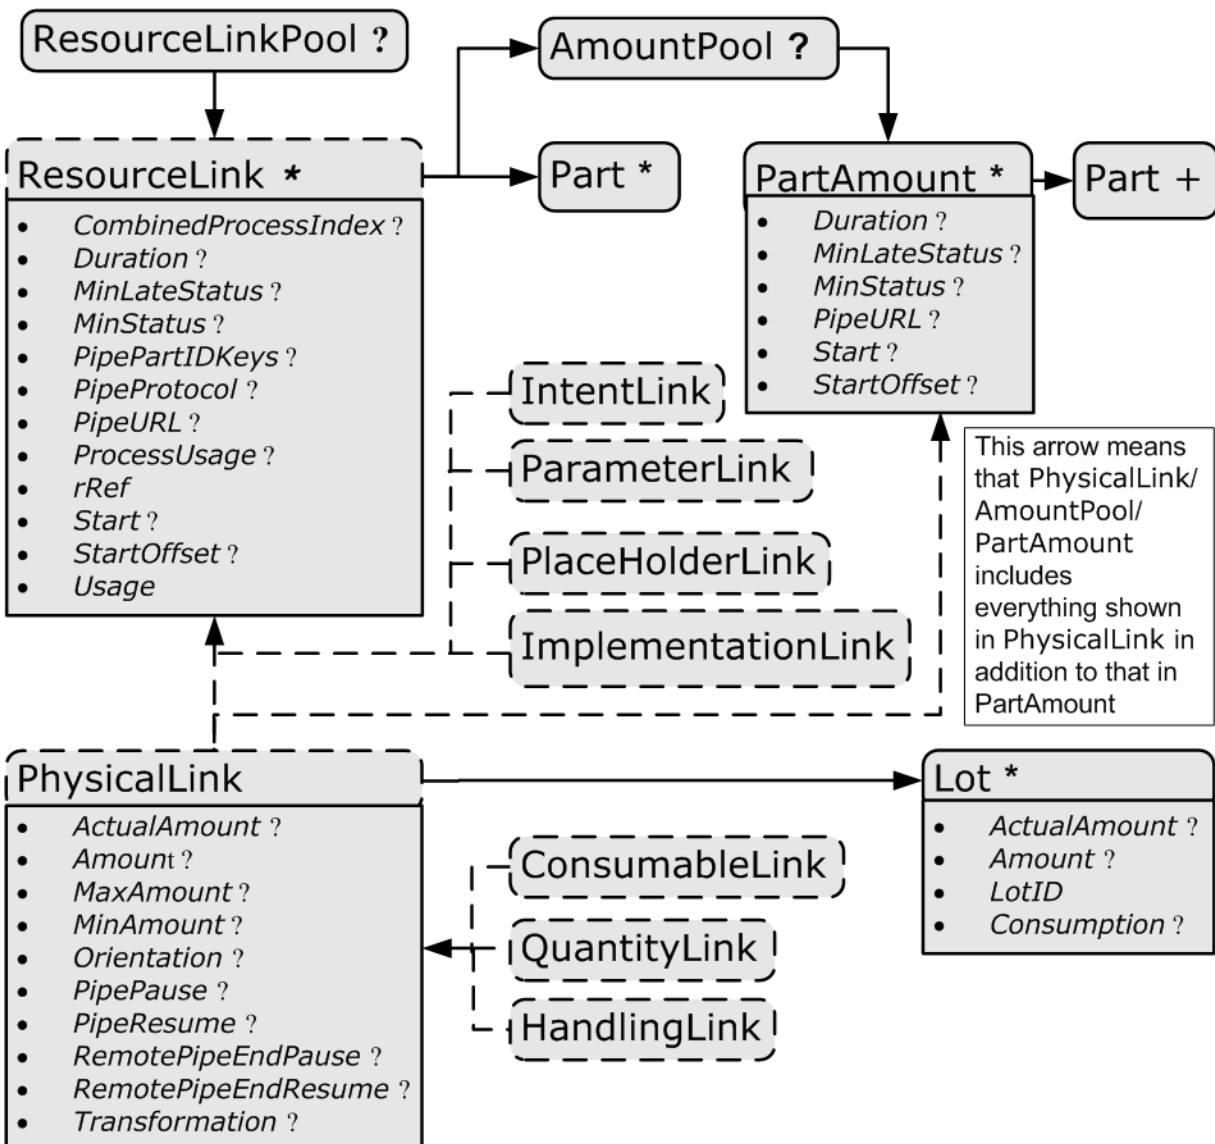 ResourceLinkPool ?
AmountPool ?
ResourceLink *
Part *
PartAmount *
Part +
• CombinedProcessIndex ?
• Duration ?
• MinLateStatus ?
• MinStatus ?
• PipePartIDKeys ?
• PipeProtocol ?
• PipeURL ?
• ProcessUsage ?
• rRef
• Start ?
• StartOffset ?
• Usage
• Duration ?
• MinLateStatus ?
• MinStatus ?
• PipeURL ?
• Start ?
• StartOffset ?
IntentLink
ParameterLink
PlaceHolderLink
ImplementationLink
This arrow means
that PhysicalLink/
AmountPool/
PartAmount
includes
everything shown
in PhysicalLink in
addition to that in
PartAmount
PhysicalLink
• ActualAmount ?
• Amount ?
• MaxAmount ?
• MinAmount ?
• Orientation ?
• PipePause ?
• PipeResume ?
• RemotePipeEndPause ?
• RemotePipeEndResume ?
• Transformation ?
ConsumableLink
QuantityLink
HandlingLink
Lot *
• ActualAmount ?
• Amount ?
• LotID
• Consumption ?